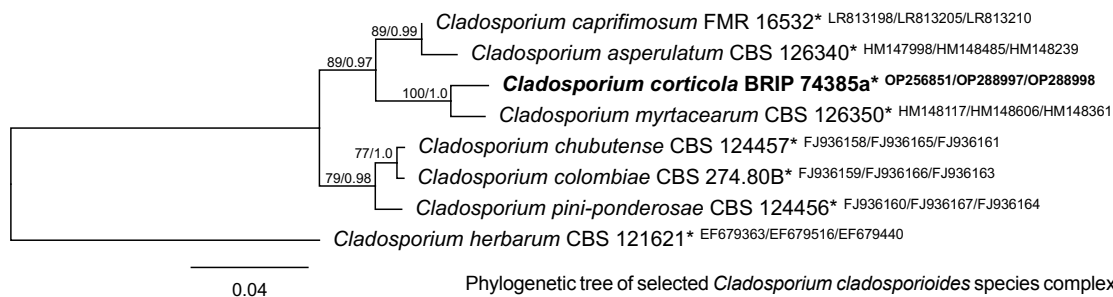 Cladosporium caprifimosum FMR 16532* LR813198/LR813205/LR813210
89/0.99
Cladosporium asperulatum CBS 126340* HM147998/HM148485/HM148239
89/0.97
Cladosporium corticola BRIP 74385a* OP256851/OP288997/OP288998
100/1.0
Cladosporium myrtacearum CBS 126350* HM148117/HM148606/HM148361
Cladosporium chubutense CBS 124457* FJ936158/FJ936165/FJ936161
77/1.0
Cladosporium colombiae CBS 274.80B* FJ936159/FJ936166/FJ936163
79/0.98
Cladosporium pini-ponderosae CBS 124456* FJ936160/FJ936167/FJ936164
Cladosporium herbarum CBS 121621* EF679363/EF679516/EF679440
0.04
Phylogenetic tree of selected Cladosporium cladosporioides species complex